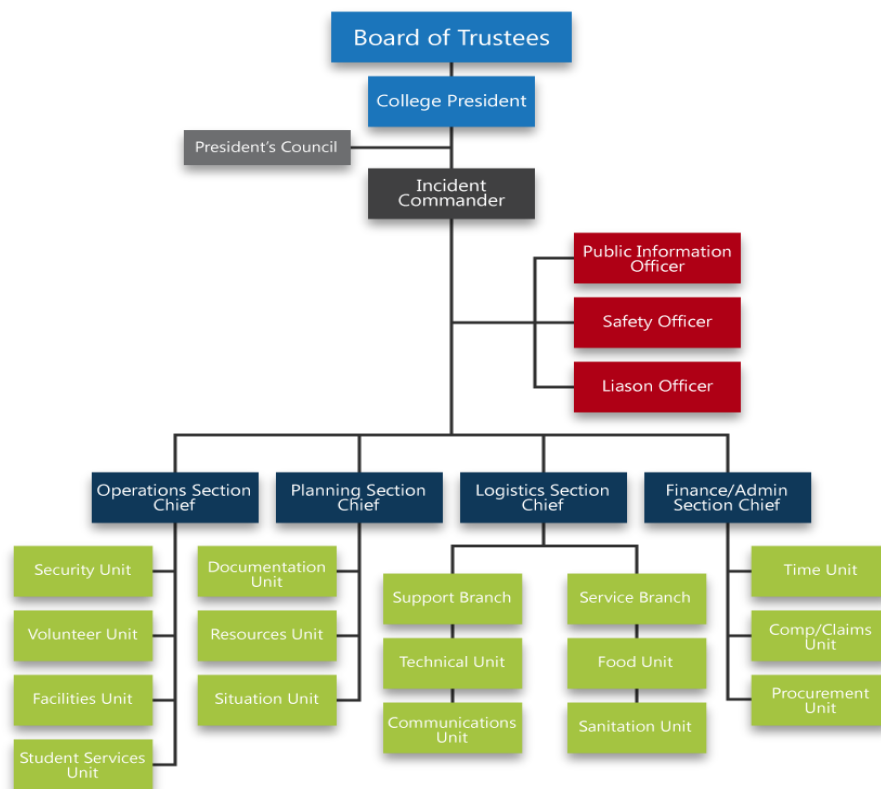 Board of Trustees
College President
President's Council
Incident
Commander
Public Information
Officer
Safety Officer
Liason Officer
Operations Section
Chief
Planning Section
Chief
Logistics Section
Chief
Finance/Admin
Section Chief
Security Unit
Volunteer Unit
Facilities Unit
Student Services
Unit
Documentation
Unit
Resources Unit
Situation Unit
Support Branch
Technical Unit
Communications
Unit
Service Branch
Food Unit
Sanitation Unit
Time Unit
Comp/Claims
Unit
Procurement
Unit